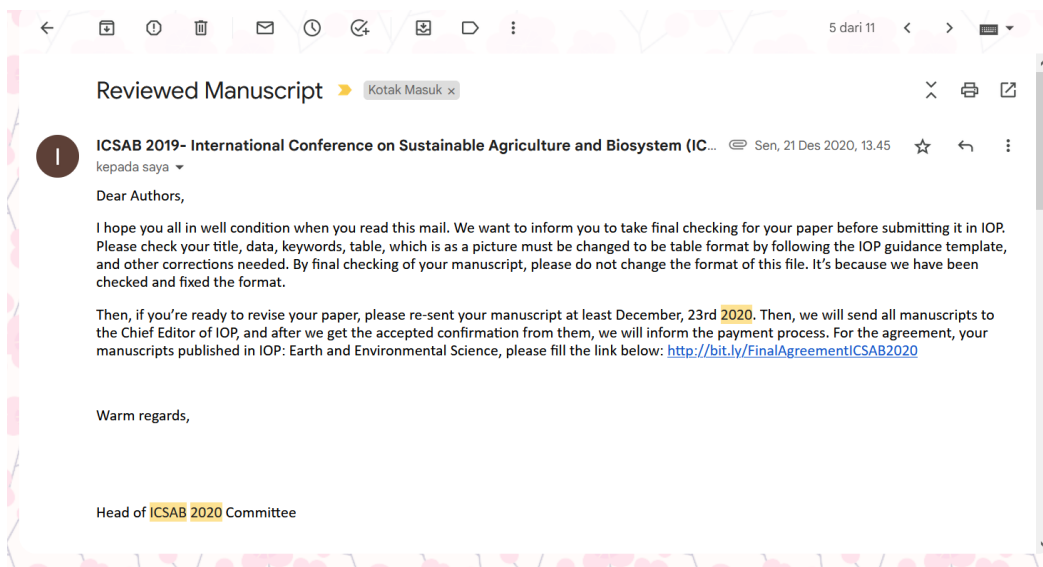 5 dari 11
Reviewed Manuscript Kotak Masuk ×
ICSAB 2019- International Conference on Sustainable Agriculture and Biosystem (IC... Sen, 21 Des 2020, 13.45
I
kepada saya
Dear Authors,
I hope you all in well condition when you read this mail. We want to inform you to take final checking for your paper before submitting it in IOP.
Please check your title, data, keywords, table, which is as a picture must be changed to be table format by following the IOP guidance template,
and other corrections needed. By final checking of your manuscript, please do not change the format of this file. It's because we have been
checked and fixed the format.
Then, if you're ready to revise your paper, please re-sent your manuscript at least December, 23rd 2020. Then, we will send all manuscripts to
the Chief Editor of IOP, and after we get the accepted confirmation from them, we will inform the payment process. For the agreement, your
manuscripts published in IOP: Earth and Environmental Science, please fill the link below: http://bit.ly/FinalAgreementICSAB2020
Warm regards,
Head of ICSAB 2020 Committee